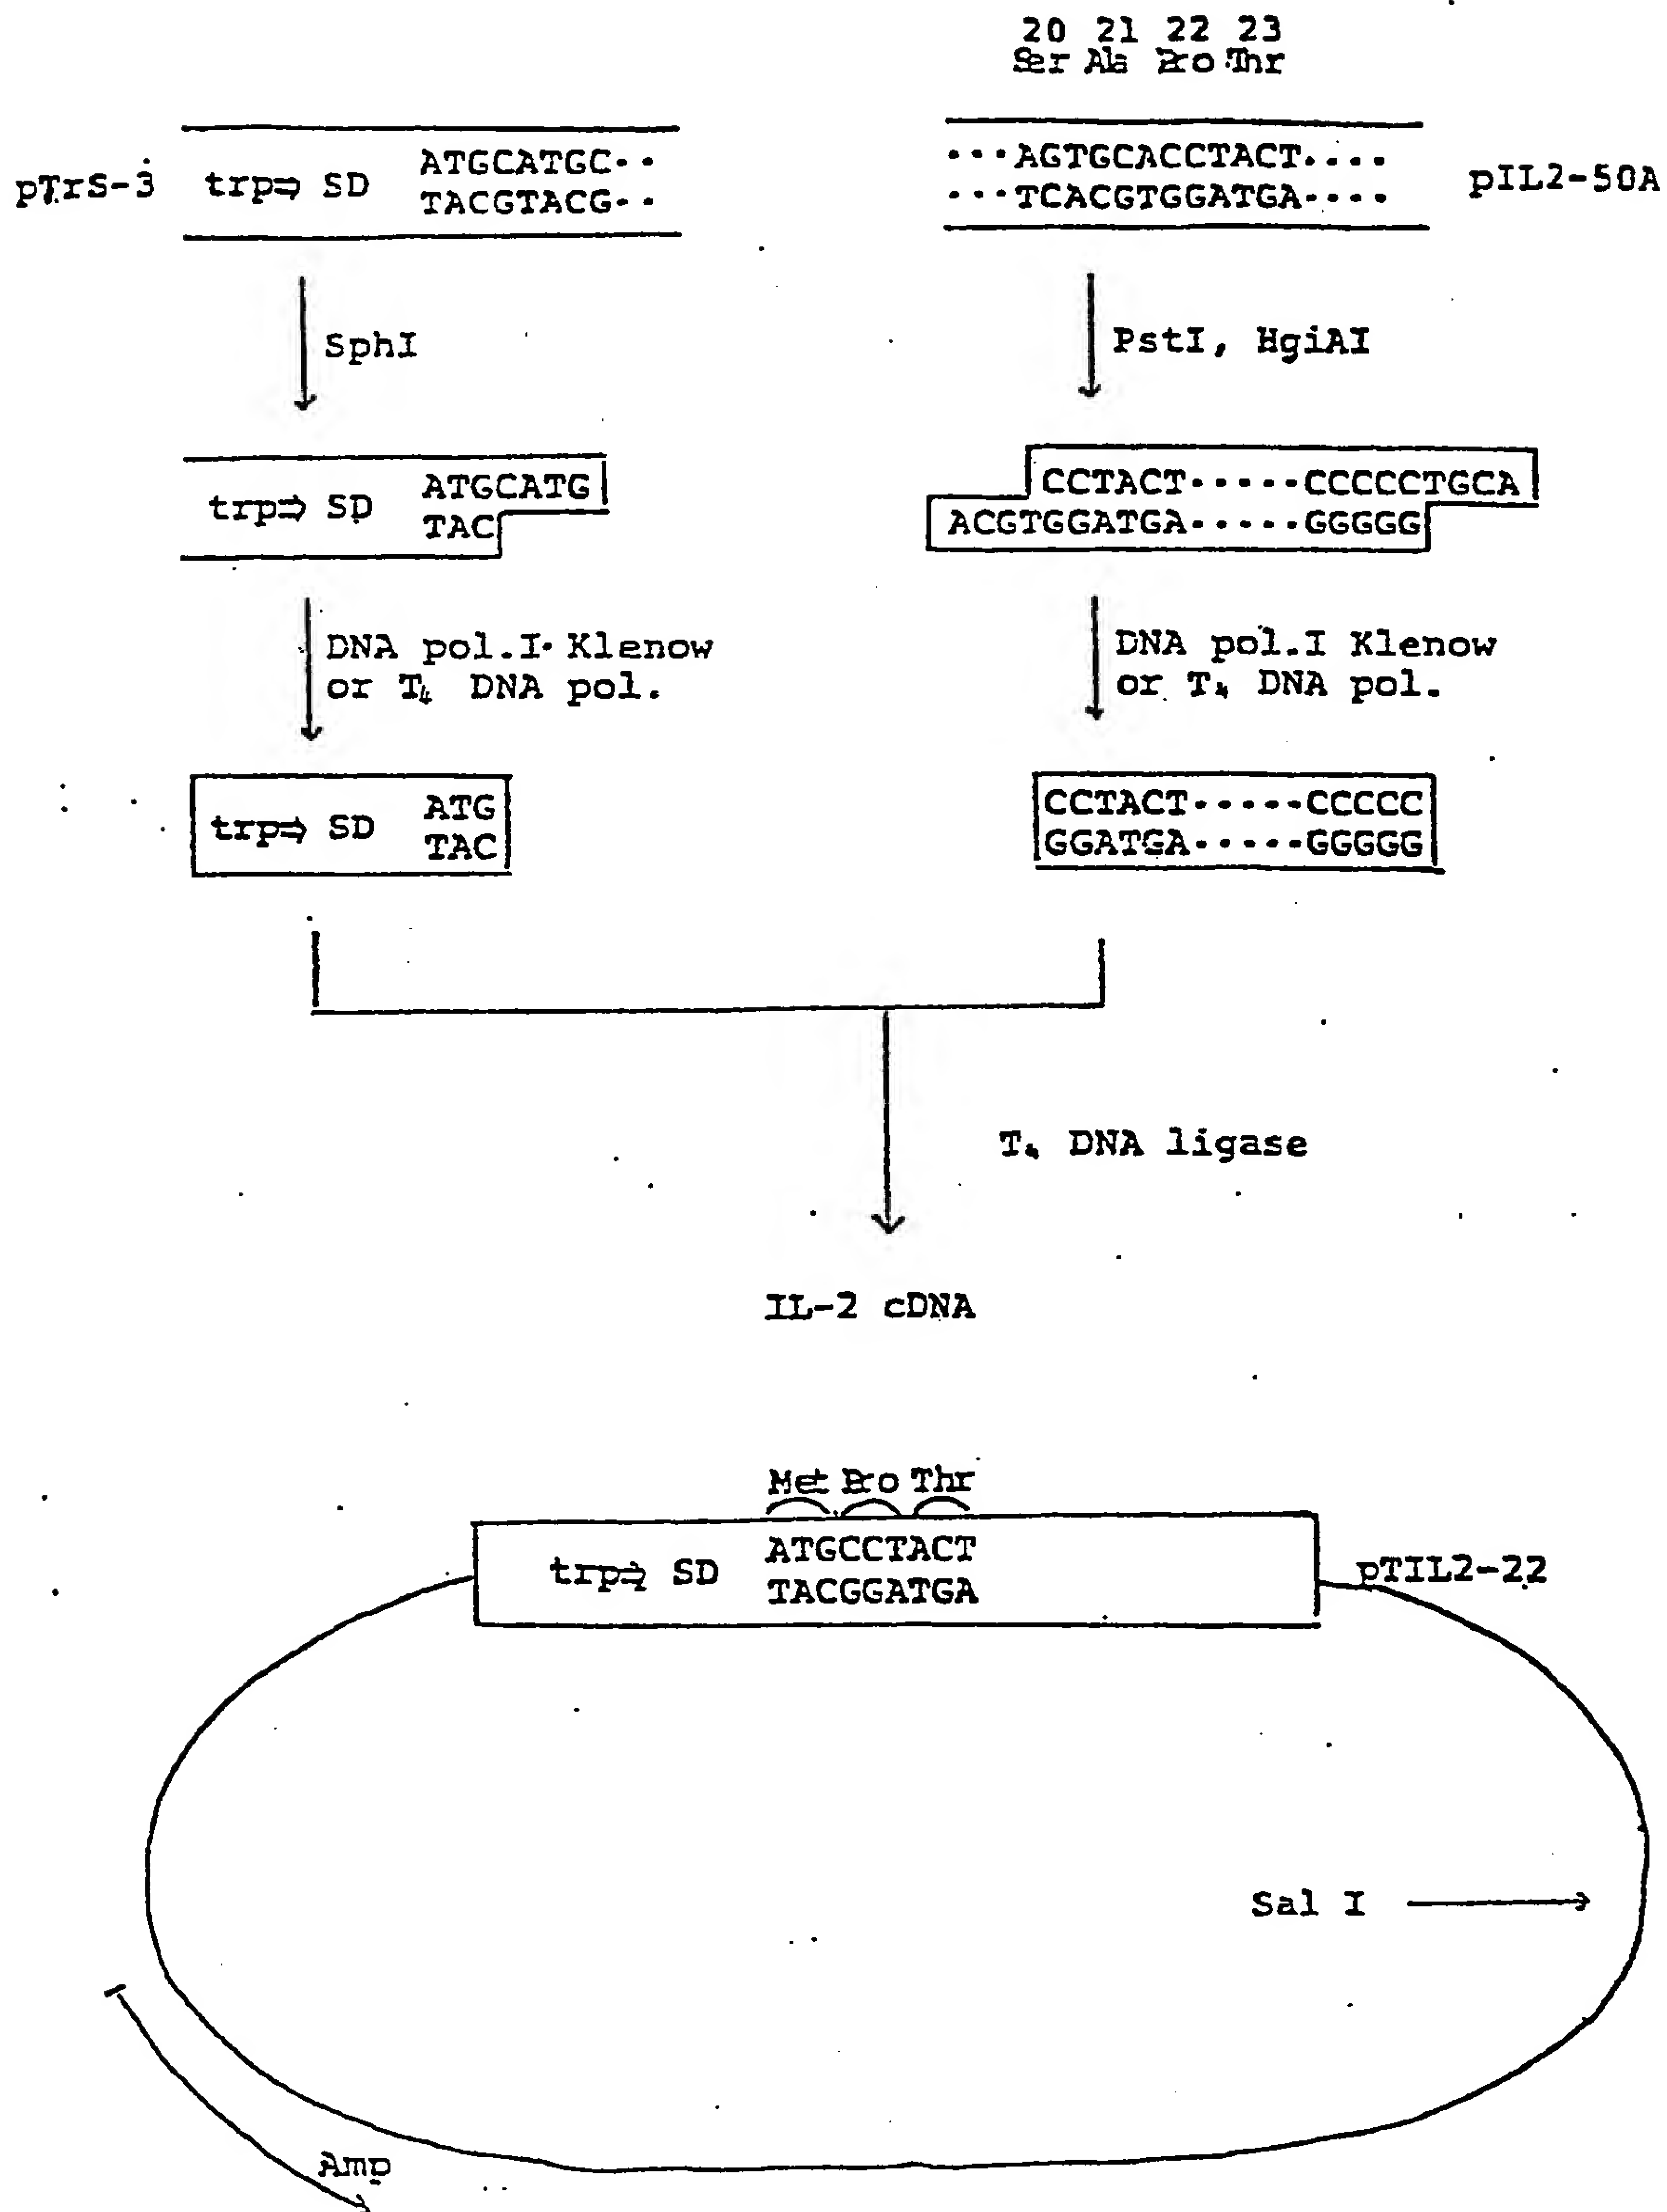 20 21 22 23
Ser Ala Pro Thr
pTrS-3 trp⇒ SD ATGCATGC··
TACGTACG··
···AGTGCACCTACT···· pIL2-50A
···TCACGTGGATGA····
SphI
PstI, HgiAI
trp⇒ SD ATGCATG
TAC
CCTACT·····CCCCCTGCA
ACGTGGATGA·····GGGGG
DNA pol.I Klenow
or T4 DNA pol.
DNA pol.I Klenow
or T4 DNA pol.
trp⇒ SD ATG
TAC
CCTACT·····CCCCC
GGATGA·····GGGGG
T4 DNA ligase
IL-2 cDNA
Met Pro Thr
trp⇒ SD ATGCCTACT
TACGGATGA
pTIL2-22
Sal I
Amp